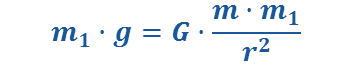 m₁ · g = G · (m · m₁) / r²